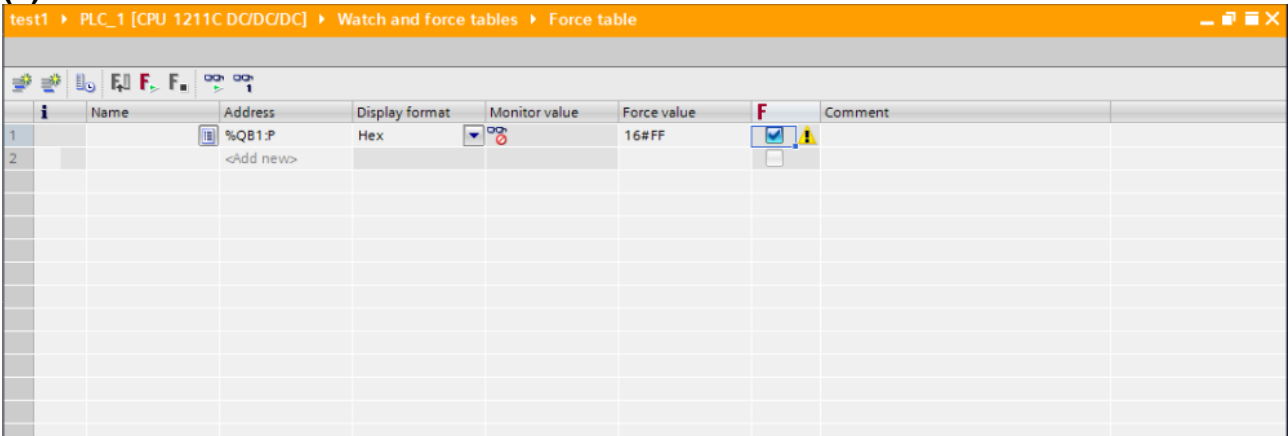 test1 ▸ PLC_1 [CPU 1211C DC/DC/DC] ▸ Watch and force tables ▸ Force table
i Name Address Display format Monitor value Force value F Comment
1 %QB1:P Hex 16#FF
2 <Add new>